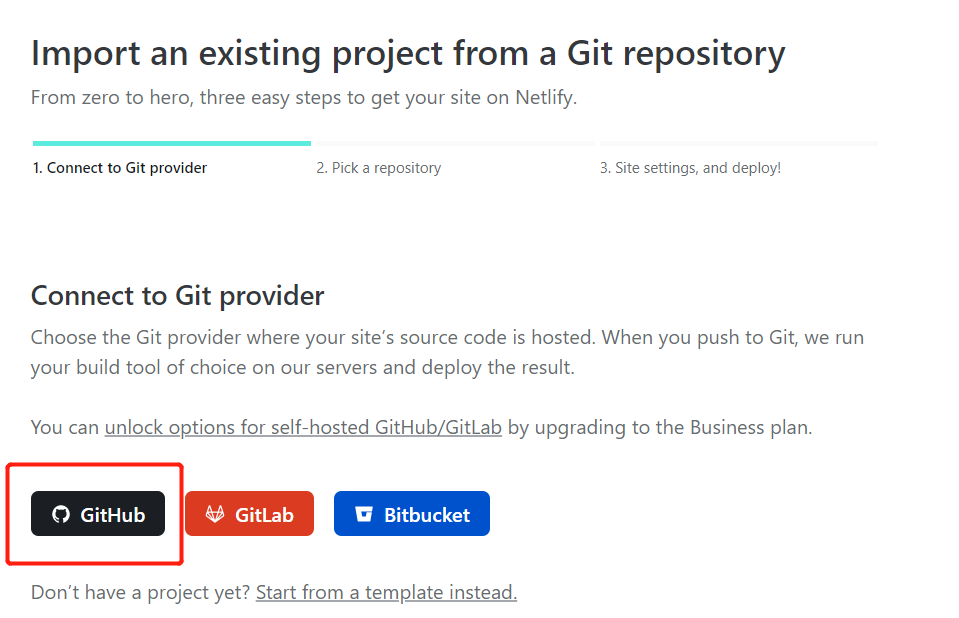 Import an existing project from a Git repository
From zero to hero, three easy steps to get your site on Netlify.
1. Connect to Git provider
2. Pick a repository
3. Site settings, and deploy!
Connect to Git provider
Choose the Git provider where your site’s source code is hosted. When you push to Git, we run
your build tool of choice on our servers and deploy the result.
You can unlock options for self-hosted GitHub/GitLab by upgrading to the Business plan.
GitHub
GitLab
Bitbucket
Don’t have a project yet? Start from a template instead.